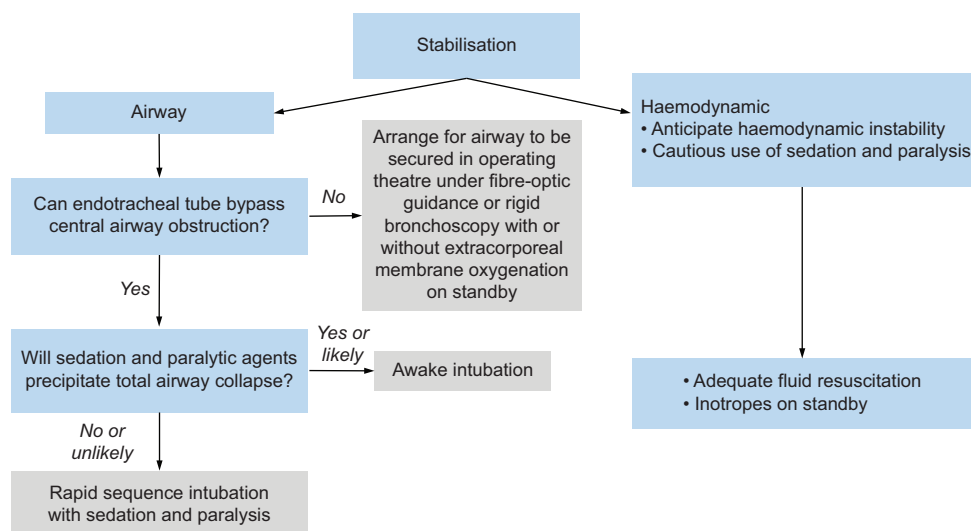 Stabilisation
Airway
Haemodynamic
• Anticipate haemodynamic instability
• Cautious use of sedation and paralysis
Arrange for airway to be
secured in operating
theatre under fibre-optic
guidance or rigid
bronchoscopy with or
without extracorporeal
membrane oxygenation
on standby
Can endotracheal tube bypass
central airway obstruction?
No
Yes
Will sedation and paralytic agents
precipitate total airway collapse?
Yes or
likely
Awake intubation
• Adequate fluid resuscitation
• Inotropes on standby
No or
unlikely
Rapid sequence intubation
with sedation and paralysis